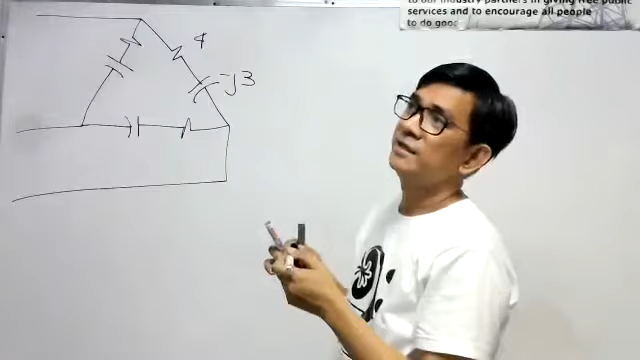 to our industry partners in giving free public
services and to encourage all people
to do good
4
-j3